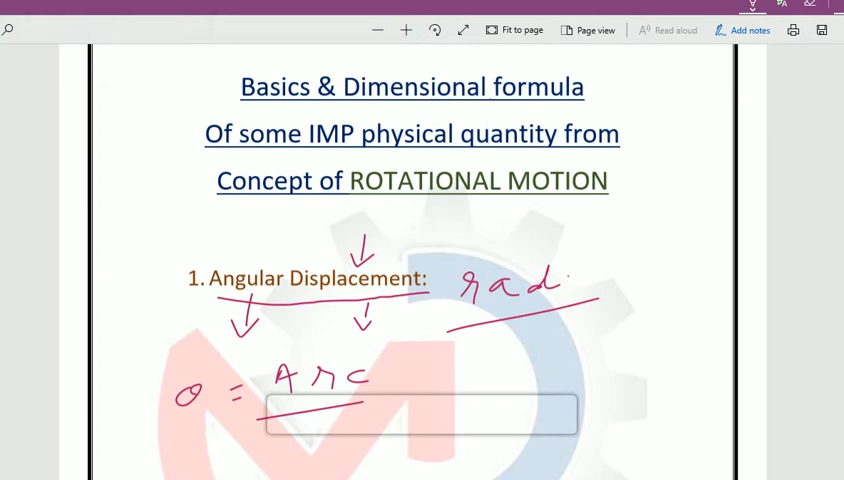 Fit to page
Page view
Read aloud
Add notes
Basics & Dimensional formula
Of some IMP physical quantity from
Concept of ROTATIONAL MOTION
1. Angular Displacement: rad
θ = Arc